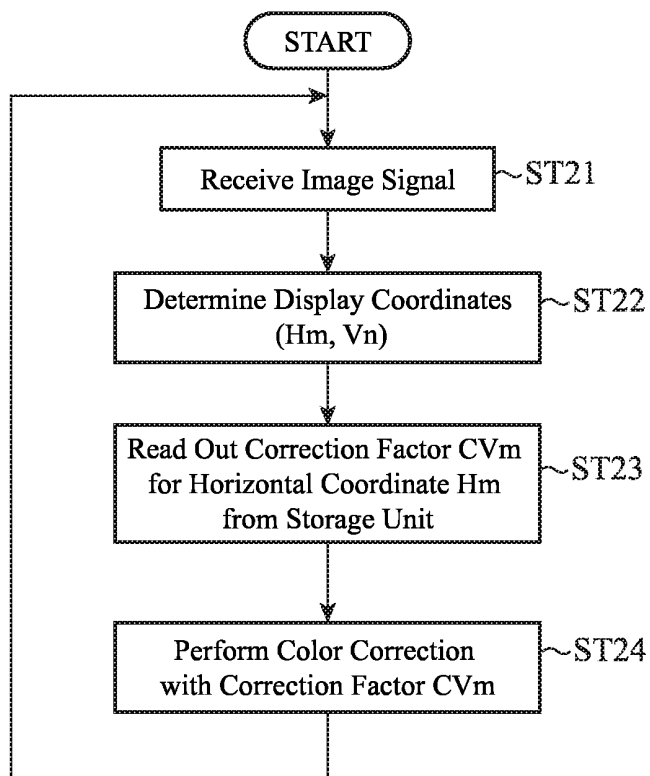 START
Receive Image Signal
ST21
Determine Display Coordinates
(Hm, Vn)
ST22
Read Out Correction Factor CVm
for Horizontal Coordinate Hm
from Storage Unit
ST23
Perform Color Correction
with Correction Factor CVm
ST24